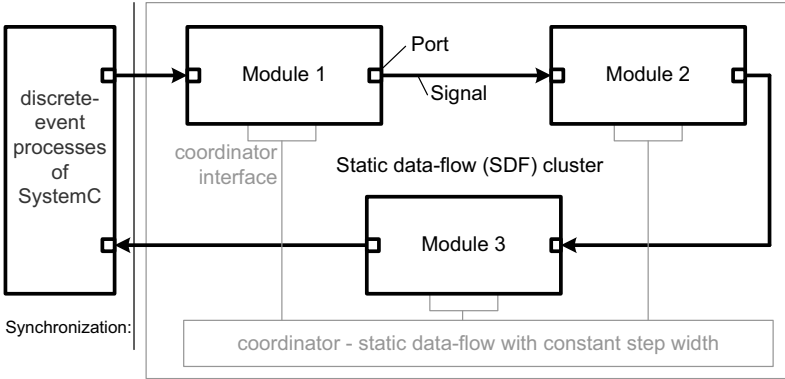 Module 1
Port
Signal
Module 2
discrete-
event
processes
of
SystemC
coordinator
interface
Static data-flow (SDF) cluster
Module 3
Synchronization:
coordinator - static data-flow with constant step width